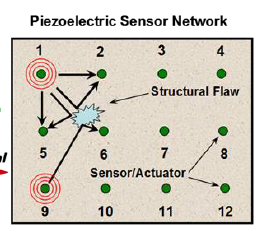 Piezoelectric Sensor Network
1 2 3 4
Structural Flaw
5 6 7 8
Sensor/Actuator
9 10 11 12